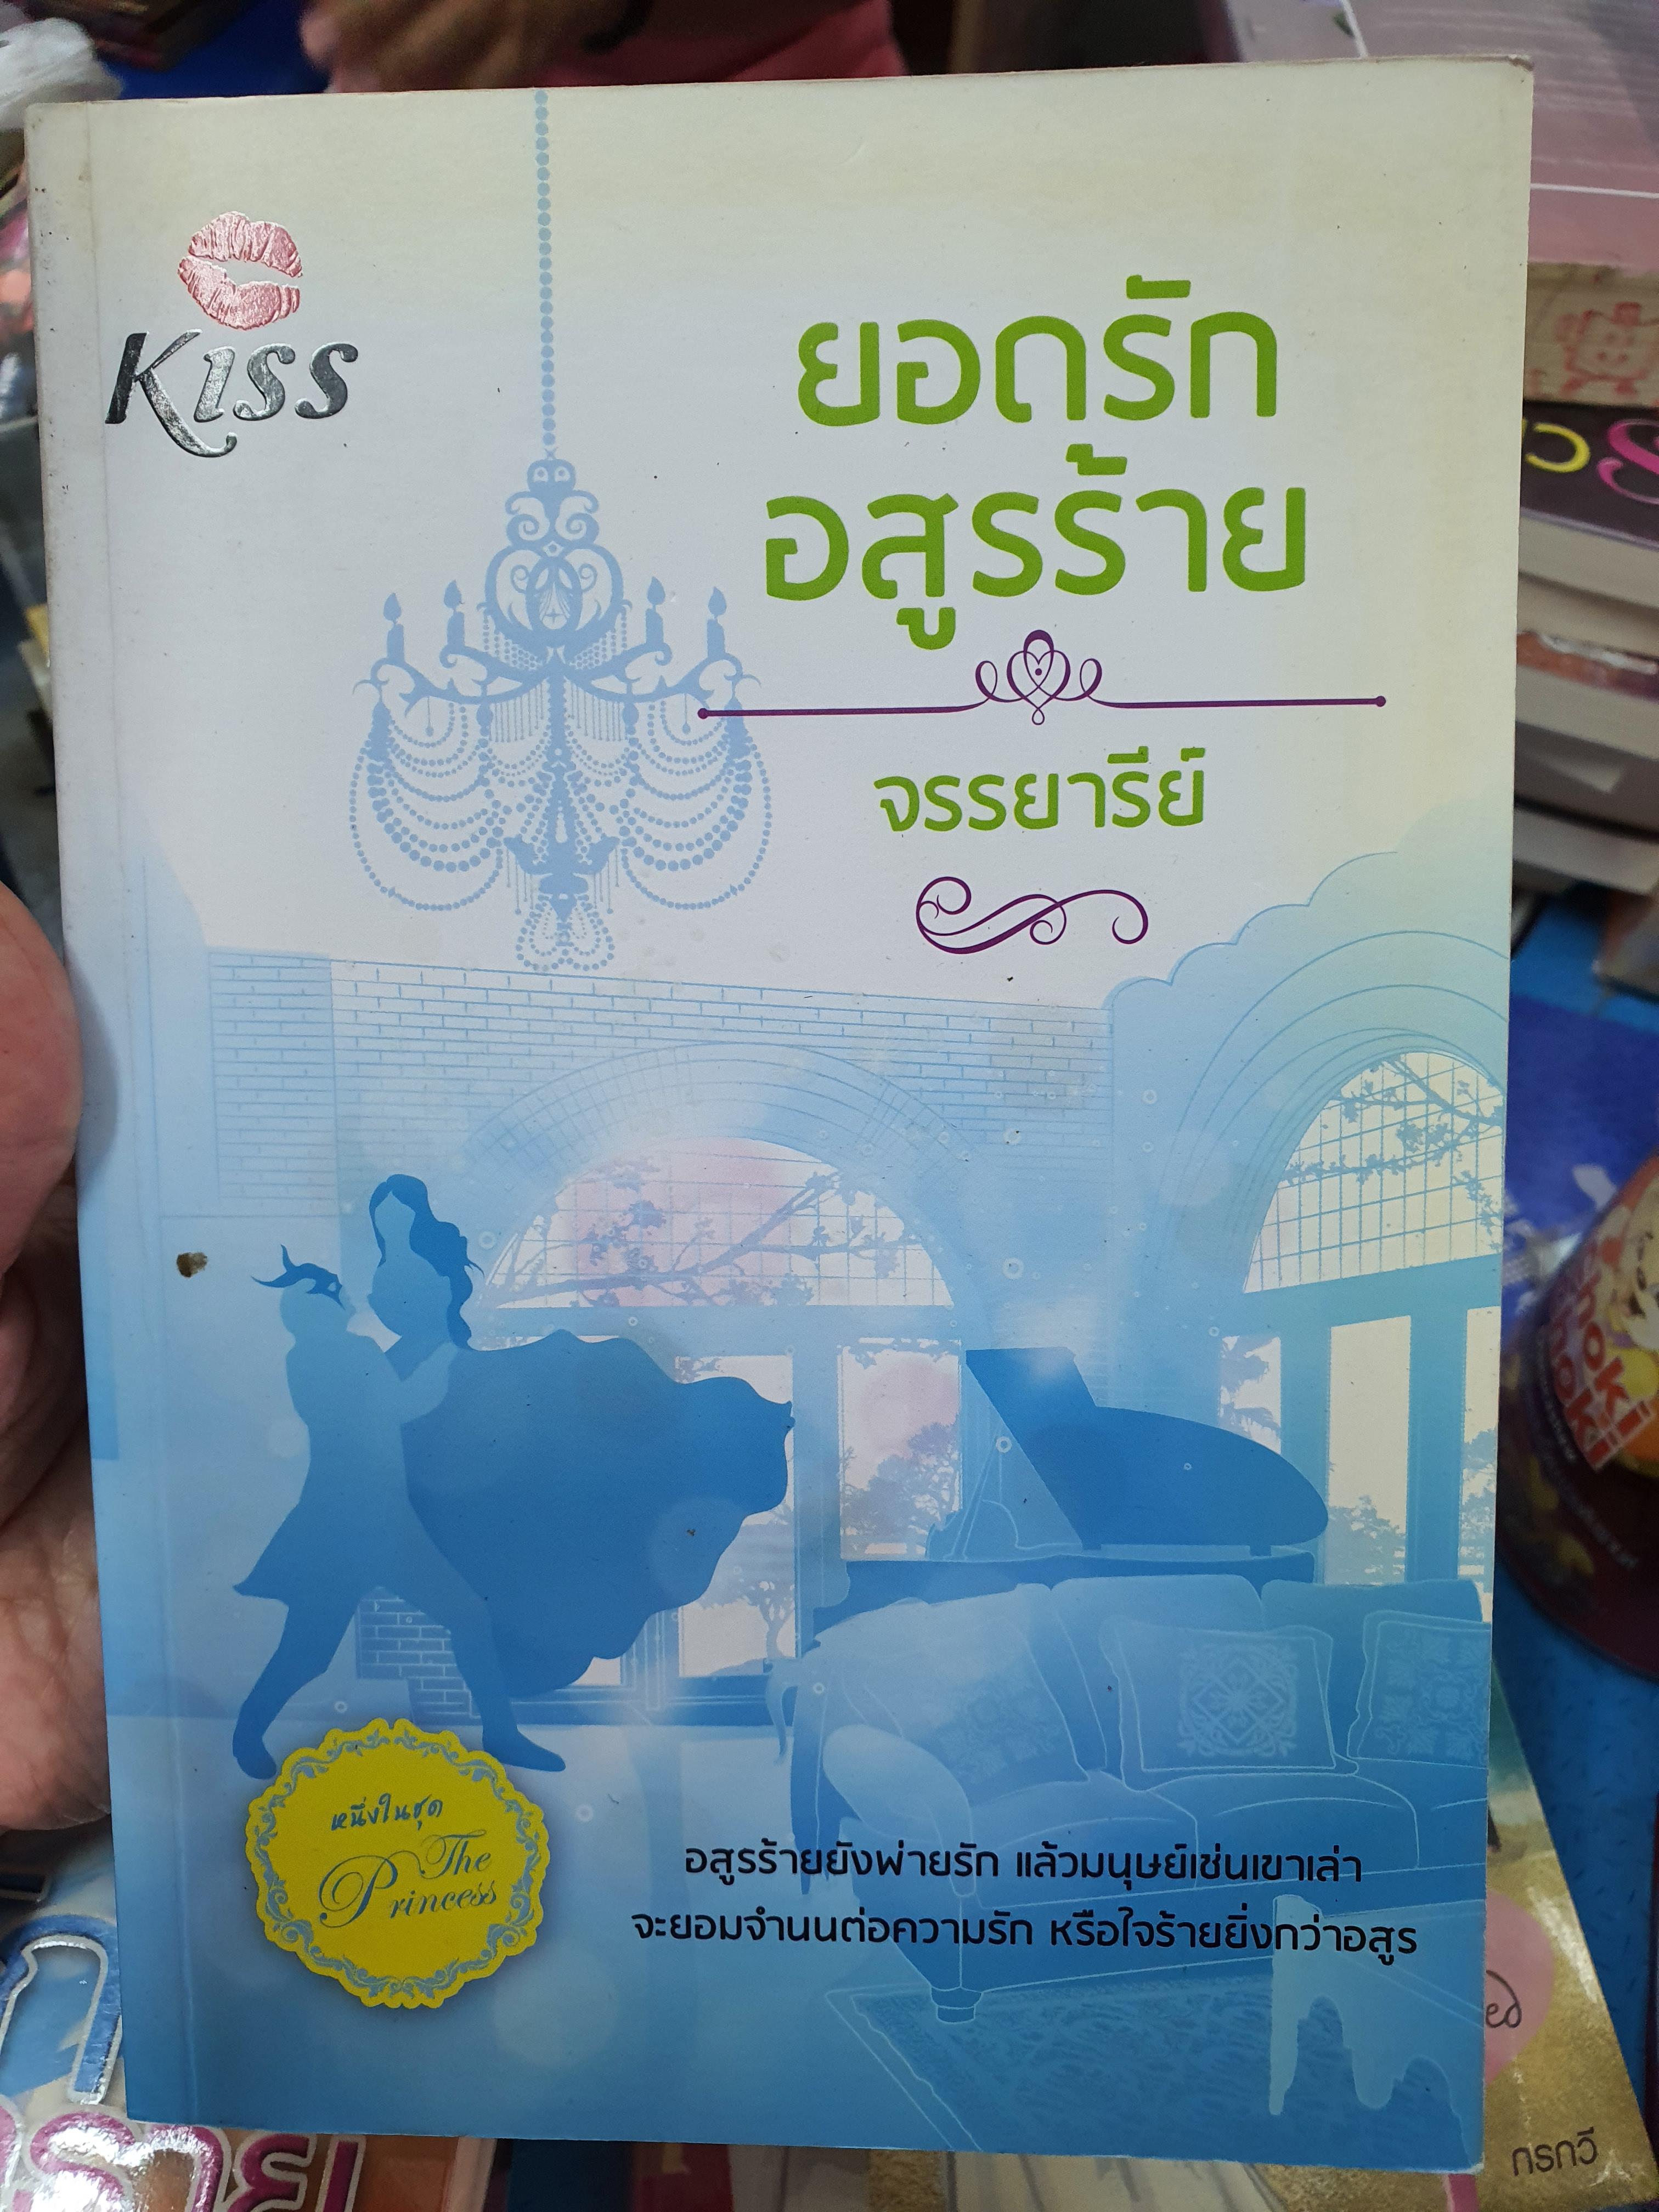 Kiss
ยอดรัก
อสูรร้าย
จรรยารีย์
หนึ่งในชุด
The
Princess
อสูรร้ายยังพ่ายรัก แล้วมนุษย์เช่นเขาเล่า
จะยอมจำนนต่อความรัก หรือใจร้ายยิ่งกว่าอสูร
กรกวี